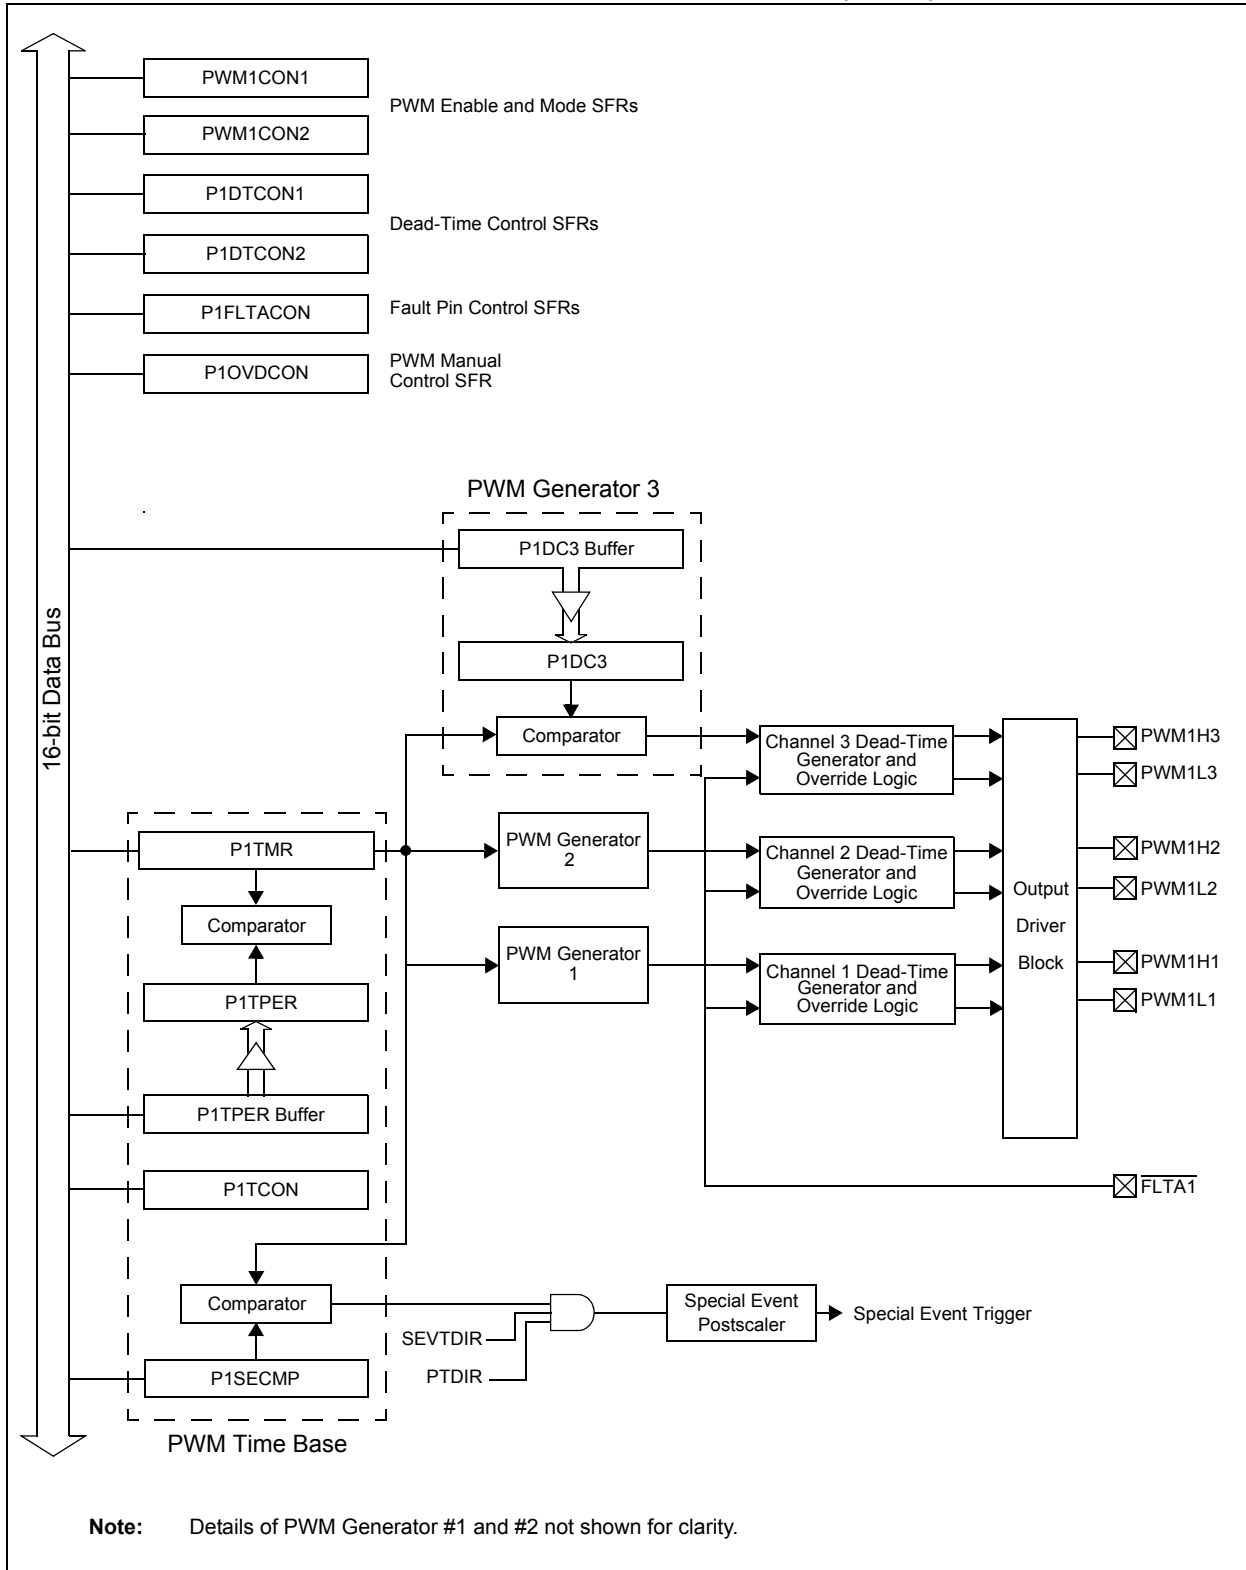 PWM1CON1
PWM Enable and Mode SFRs
PWM1CON2
P1DTCON1
Dead-Time Control SFRs
P1DTCON2
P1FLTACON
Fault Pin Control SFRs
P1OVDCON
PWM Manual
Control SFR
16-bit Data Bus
PWM Generator 3
P1DC3 Buffer
P1DC3
Comparator
Channel 3 Dead-Time
Generator and
Override Logic
PWM1H3
PWM1L3
P1TMR
PWM Generator
2
Channel 2 Dead-Time
Generator and
Override Logic
PWM1H2
PWM1L2
Output
Driver
Block
Comparator
PWM Generator
1
Channel 1 Dead-Time
Generator and
Override Logic
PWM1H1
PWM1L1
P1TPER
P1TPER Buffer
P1TCON
FLTA1
Comparator
SEVTDIR
PTDIR
Special Event
Postscaler
Special Event Trigger
P1SECMP
PWM Time Base
Note: Details of PWM Generator #1 and #2 not shown for clarity.